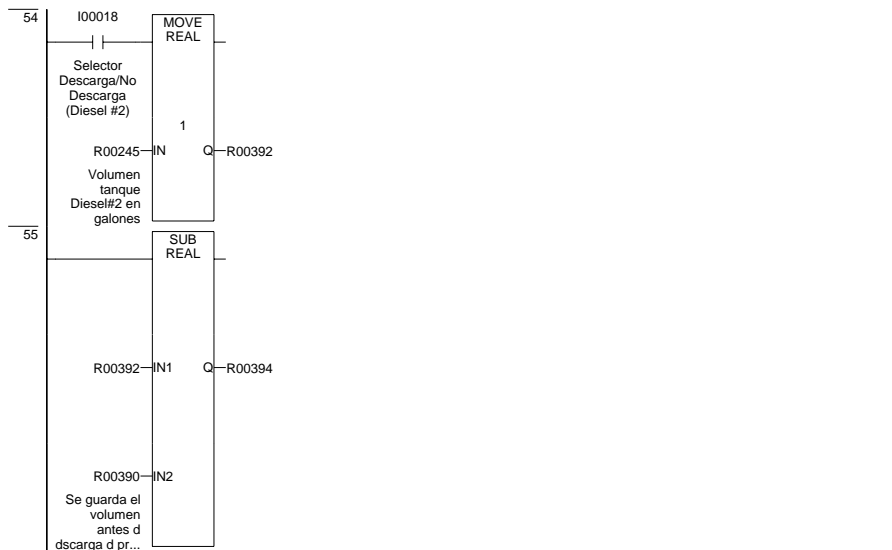 54
I00018
MOVE
REAL
Selector
Descarga/No
Descarga
(Diesel #2)
1
R00245 IN Q R00392
Volumen
tanque
Diesel#2 en
galones
55
SUB
REAL
R00392 IN1 Q R00394
R00390 IN2
Se guarda el
volumen
antes d
dscarga d pr...